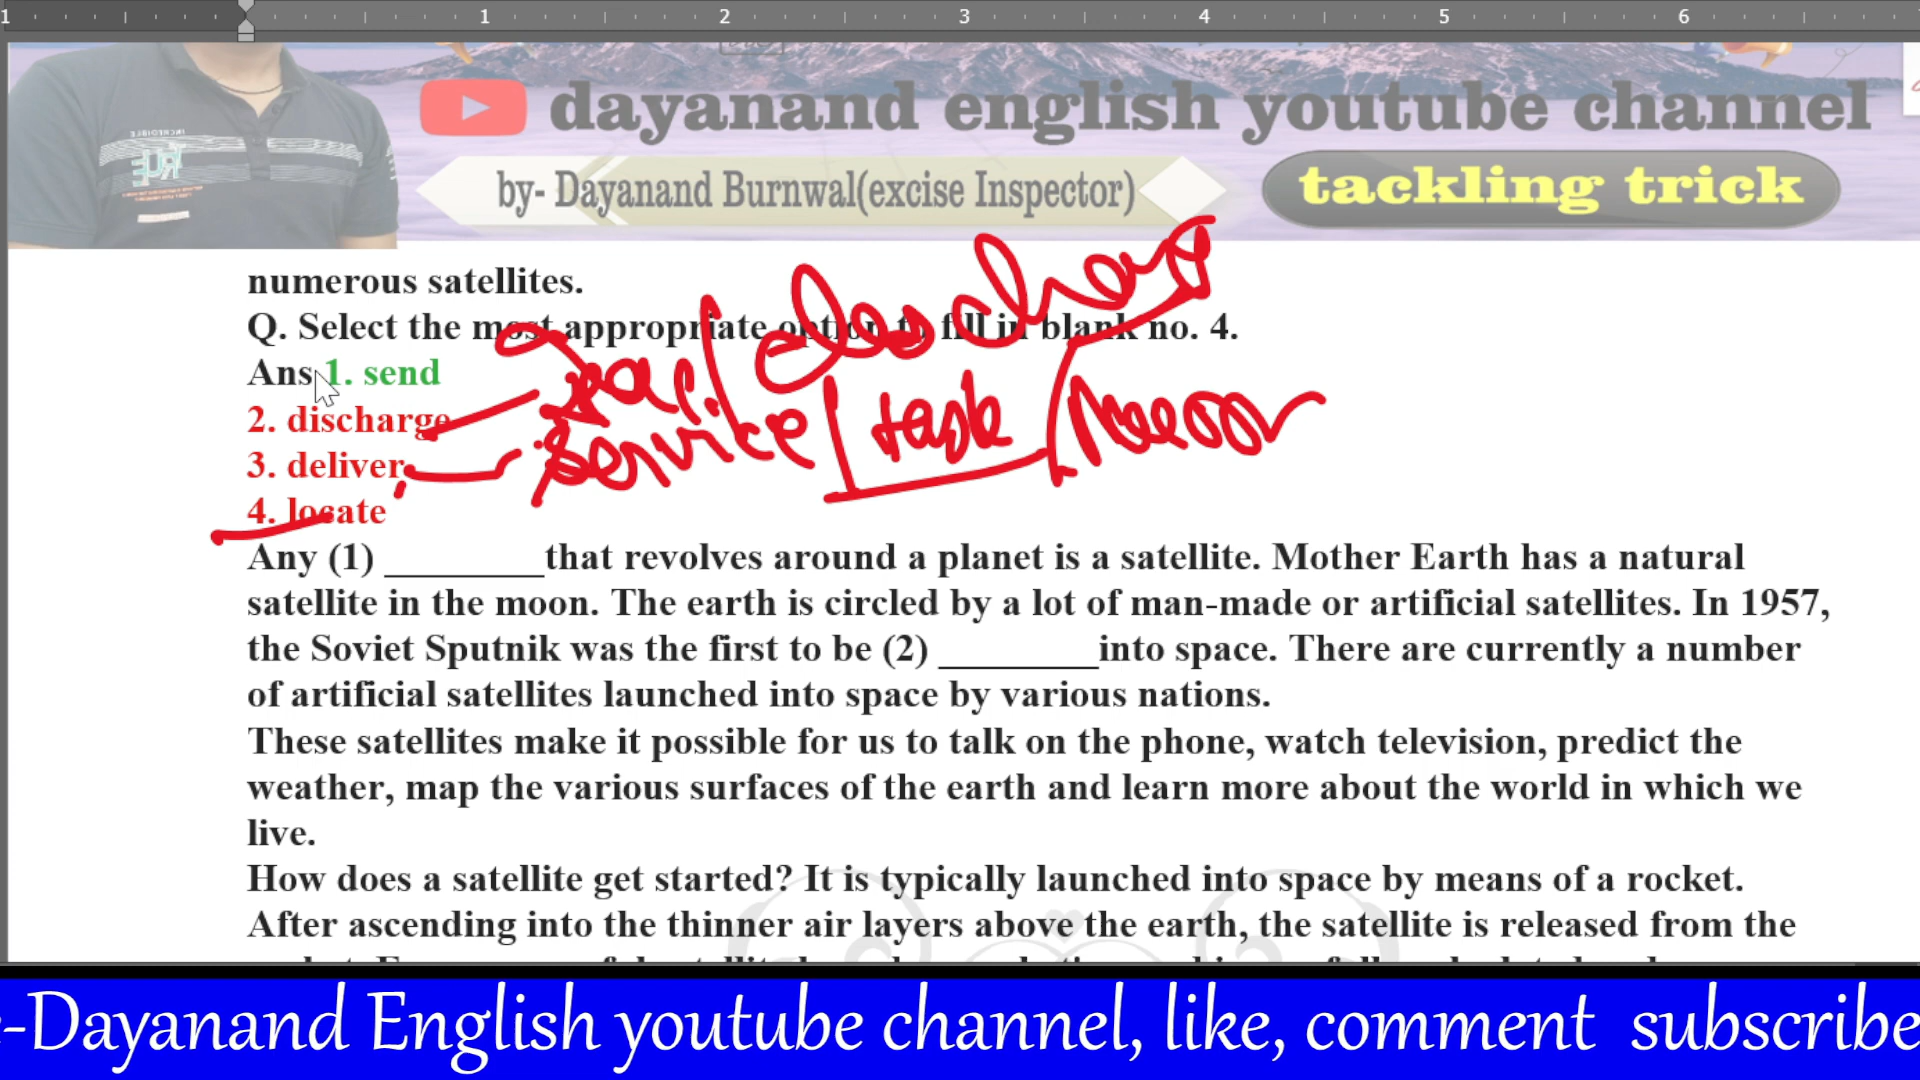 1 1 2 3 4 5 6
dayanand english youtube channel
by- Dayanand Burnwal(excise Inspector)
tackling trick
numerous satellites.
Q. Select the most appropriate option to fill in blank no. 4.
Ans 1. send
2. discharge
3. deliver
4. locate
service task
Any (1) ________that revolves around a planet is a satellite. Mother Earth has a natural
satellite in the moon. The earth is circled by a lot of man-made or artificial satellites. In 1957,
the Soviet Sputnik was the first to be (2) ________into space. There are currently a number
of artificial satellites launched into space by various nations.
These satellites make it possible for us to talk on the phone, watch television, predict the
weather, map the various surfaces of the earth and learn more about the world in which we
live.
How does a satellite get started? It is typically launched into space by means of a rocket.
After ascending into the thinner air layers above the earth, the satellite is released from the
-Dayanand English youtube channel, like, comment subscribe